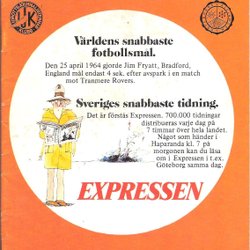 IJK
Världens snabbaste
fotbollsmål.
Den 25 april 1964 gjorde Jim Fryatt, Bradford,
England mål endast 4 sek. efter avspark i en match
mot Tranmere Rovers.
Sveriges snabbaste tidning.
Det är förstås Expressen. 700.000 tidningar
distribueras varje dag på
7 timmar över hela landet.
Något som händer i
Haparanda kl. 7 på
morgonen kan du läsa
om i Expressen i t.ex.
Göteborg samma dag.
EXPRESSEN